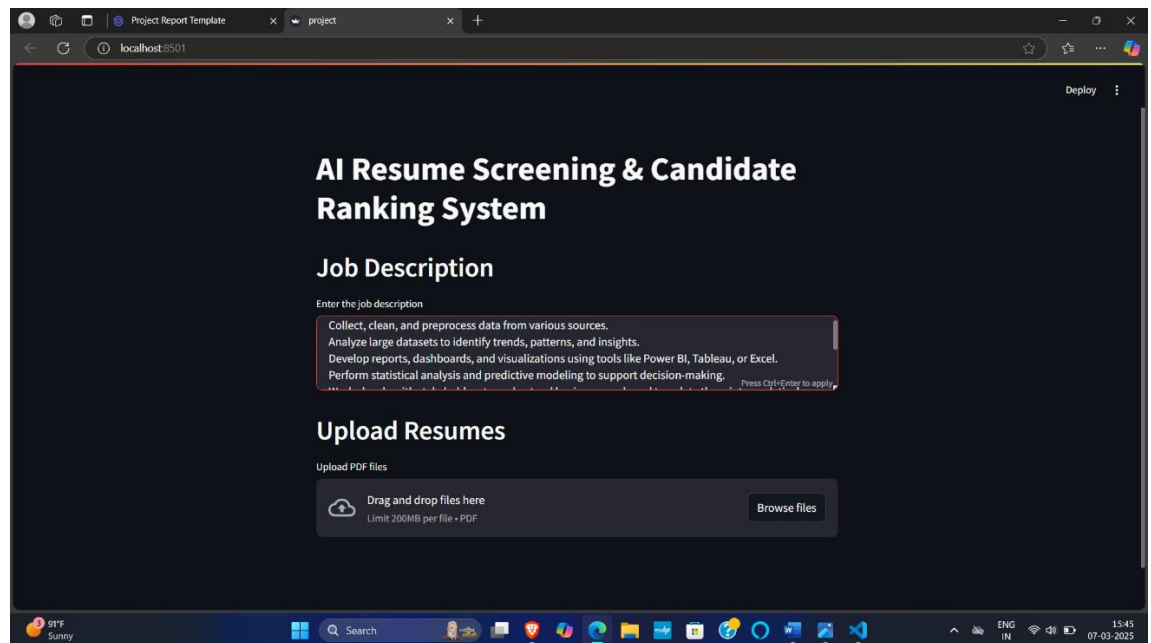 Project Report Template
project
localhost:8501
Deploy
AI Resume Screening & Candidate
Ranking System
Job Description
Enter the job description
Collect, clean, and preprocess data from various sources.
Analyze large datasets to identify trends, patterns, and insights.
Develop reports, dashboards, and visualizations using tools like Power BI, Tableau, or Excel.
Perform statistical analysis and predictive modeling to support decision-making.
Press Ctrl+Enter to apply
Upload Resumes
Upload PDF files
Drag and drop files here
Limit 200MB per file • PDF
Browse files
3
91°F
Sunny
Search
ENG
IN
15:45
07-03-2025